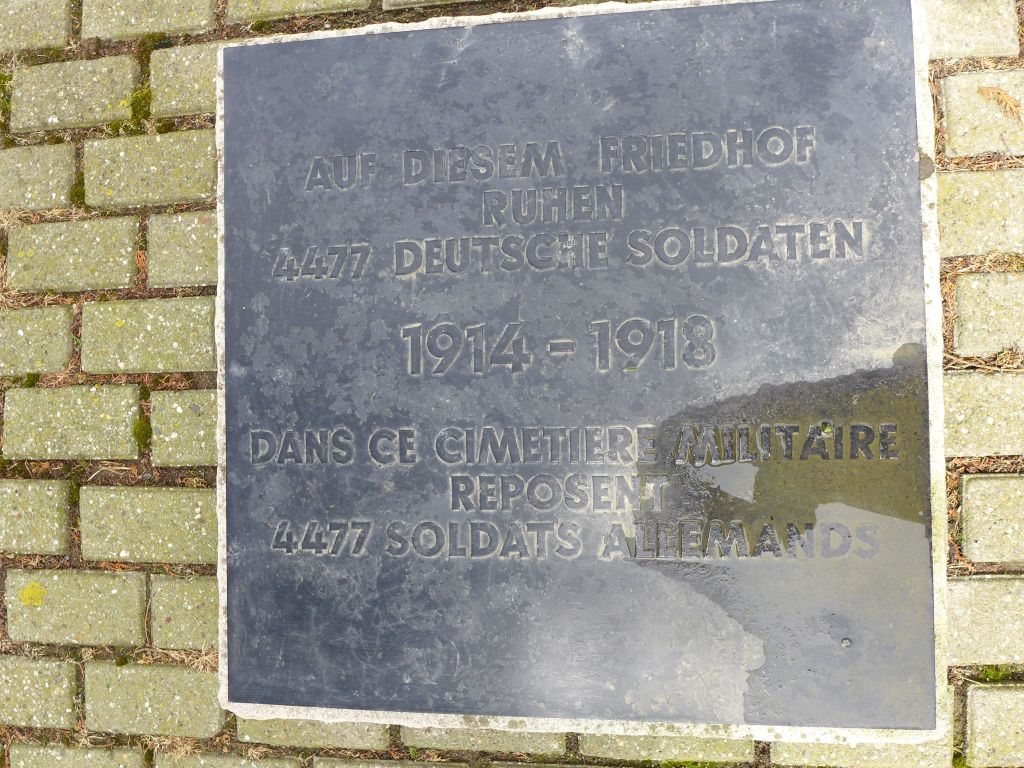 AUF DIESEM FRIEDHOF
RUHEN
4477 DEUTSCHE SOLDATEN
1914 - 1918
DANS CE CIMETIERE MILITAIRE
REPOSENT
4477 SOLDATS ALLEMANDS